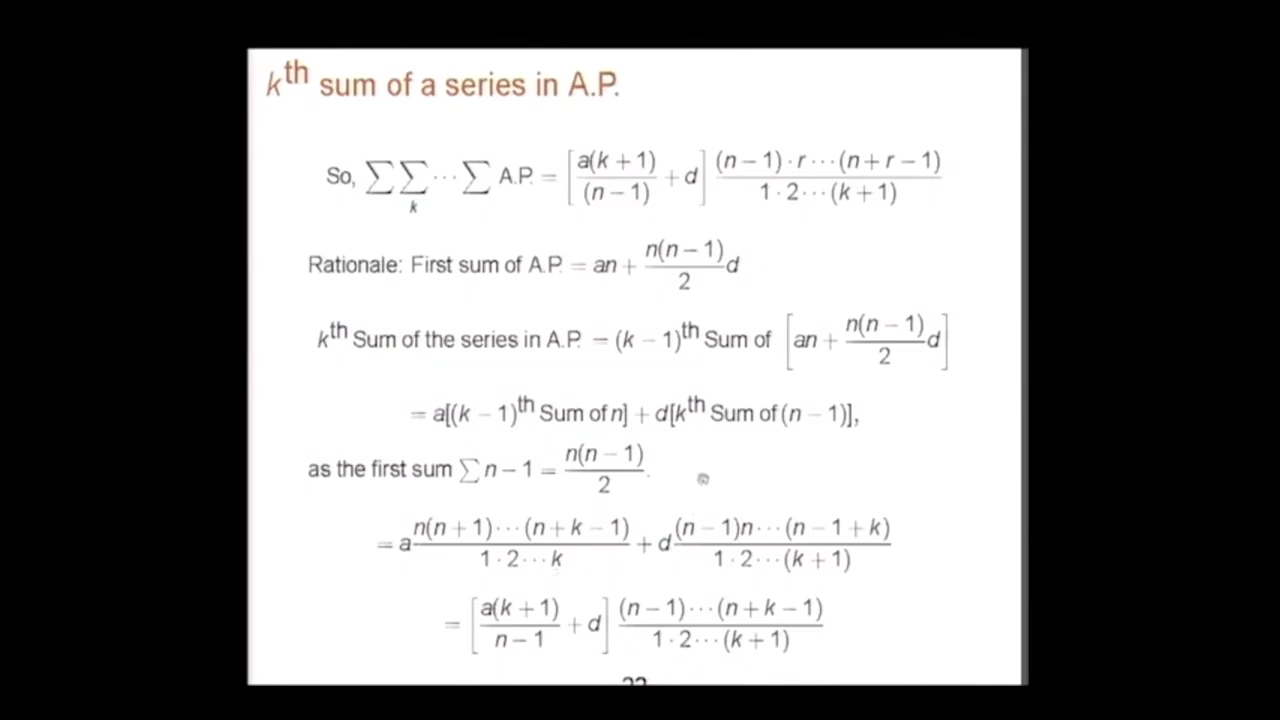 kth sum of a series in A.P.
So, ∑∑⋯∑ A.P. = [a(k + 1)/(n − 1) + d] (n − 1) · r ⋯ (n + r − 1)/1 · 2 ⋯ (k + 1)
k
Rationale: First sum of A.P. = an + n(n − 1)/2 d
kth Sum of the series in A.P. = (k − 1)th Sum of [an + n(n − 1)/2 d]
= a[(k − 1)th Sum of n] + d[kth Sum of (n − 1)],
as the first sum ∑ n − 1 = n(n − 1)/2.
= a n(n + 1) ⋯ (n + k − 1)/1 · 2 ⋯ k + d (n − 1)n ⋯ (n − 1 + k)/1 · 2 ⋯ (k + 1)
= [a(k + 1)/n − 1 + d] (n − 1) ⋯ (n + k − 1)/1 · 2 ⋯ (k + 1)